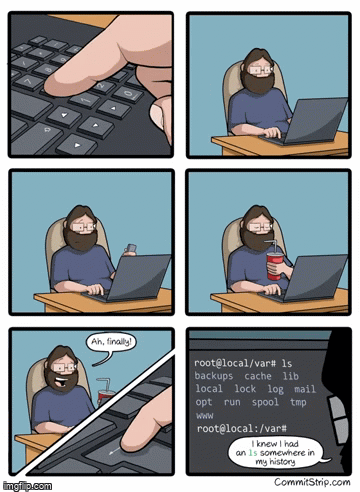 Ah, finally!
root@local/var# ls
backups cache lib
local lock log mail
opt run spool tmp
www
root@local:/var#
I knew I had
an ls somewhere in
my history
CommitStrip.com
imgflip.com